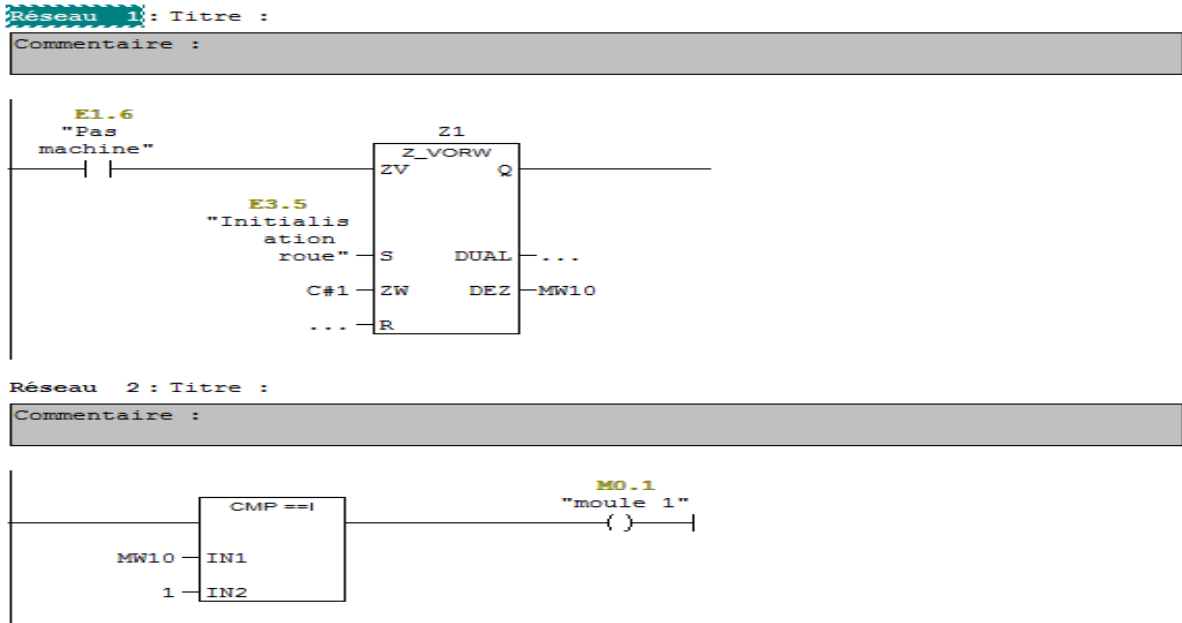 Réseau 1 : Titre :
Commentaire :
E1.6
"Pas
machine"
Z1
Z_VORW
ZV Q
E3.5
"Initialis
ation
roue" S DUAL ...
C#1 ZW DEZ MW10
... R
Réseau 2 : Titre :
Commentaire :
M0.1
"moule 1"
CMP ==I
MW10 IN1
1 IN2